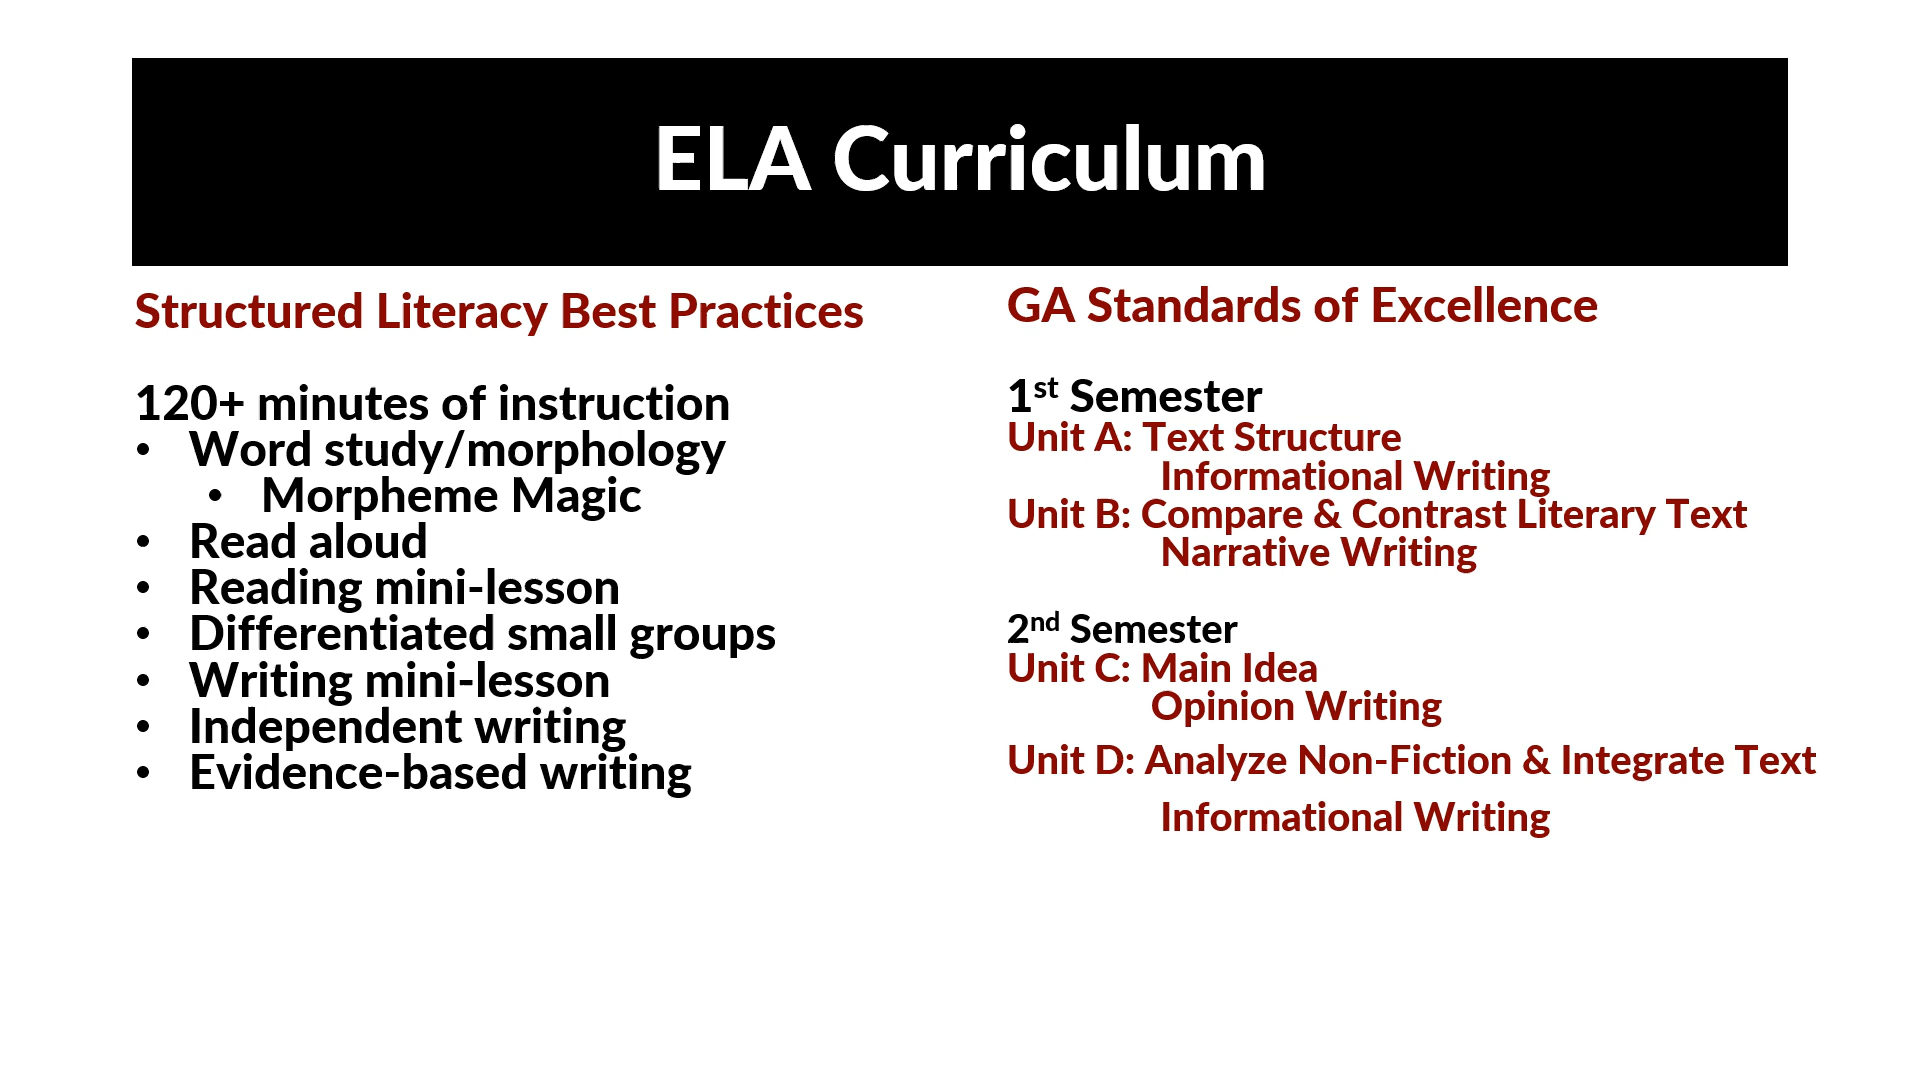 ELA Curriculum
Structured Literacy Best Practices
120+ minutes of instruction
• Word study/morphology
• Morpheme Magic
• Read aloud
• Reading mini-lesson
• Differentiated small groups
• Writing mini-lesson
• Independent writing
• Evidence-based writing
GA Standards of Excellence
1st Semester
Unit A: Text Structure
Informational Writing
Unit B: Compare & Contrast Literary Text
Narrative Writing
2nd Semester
Unit C: Main Idea
Opinion Writing
Unit D: Analyze Non-Fiction & Integrate Text
Informational Writing